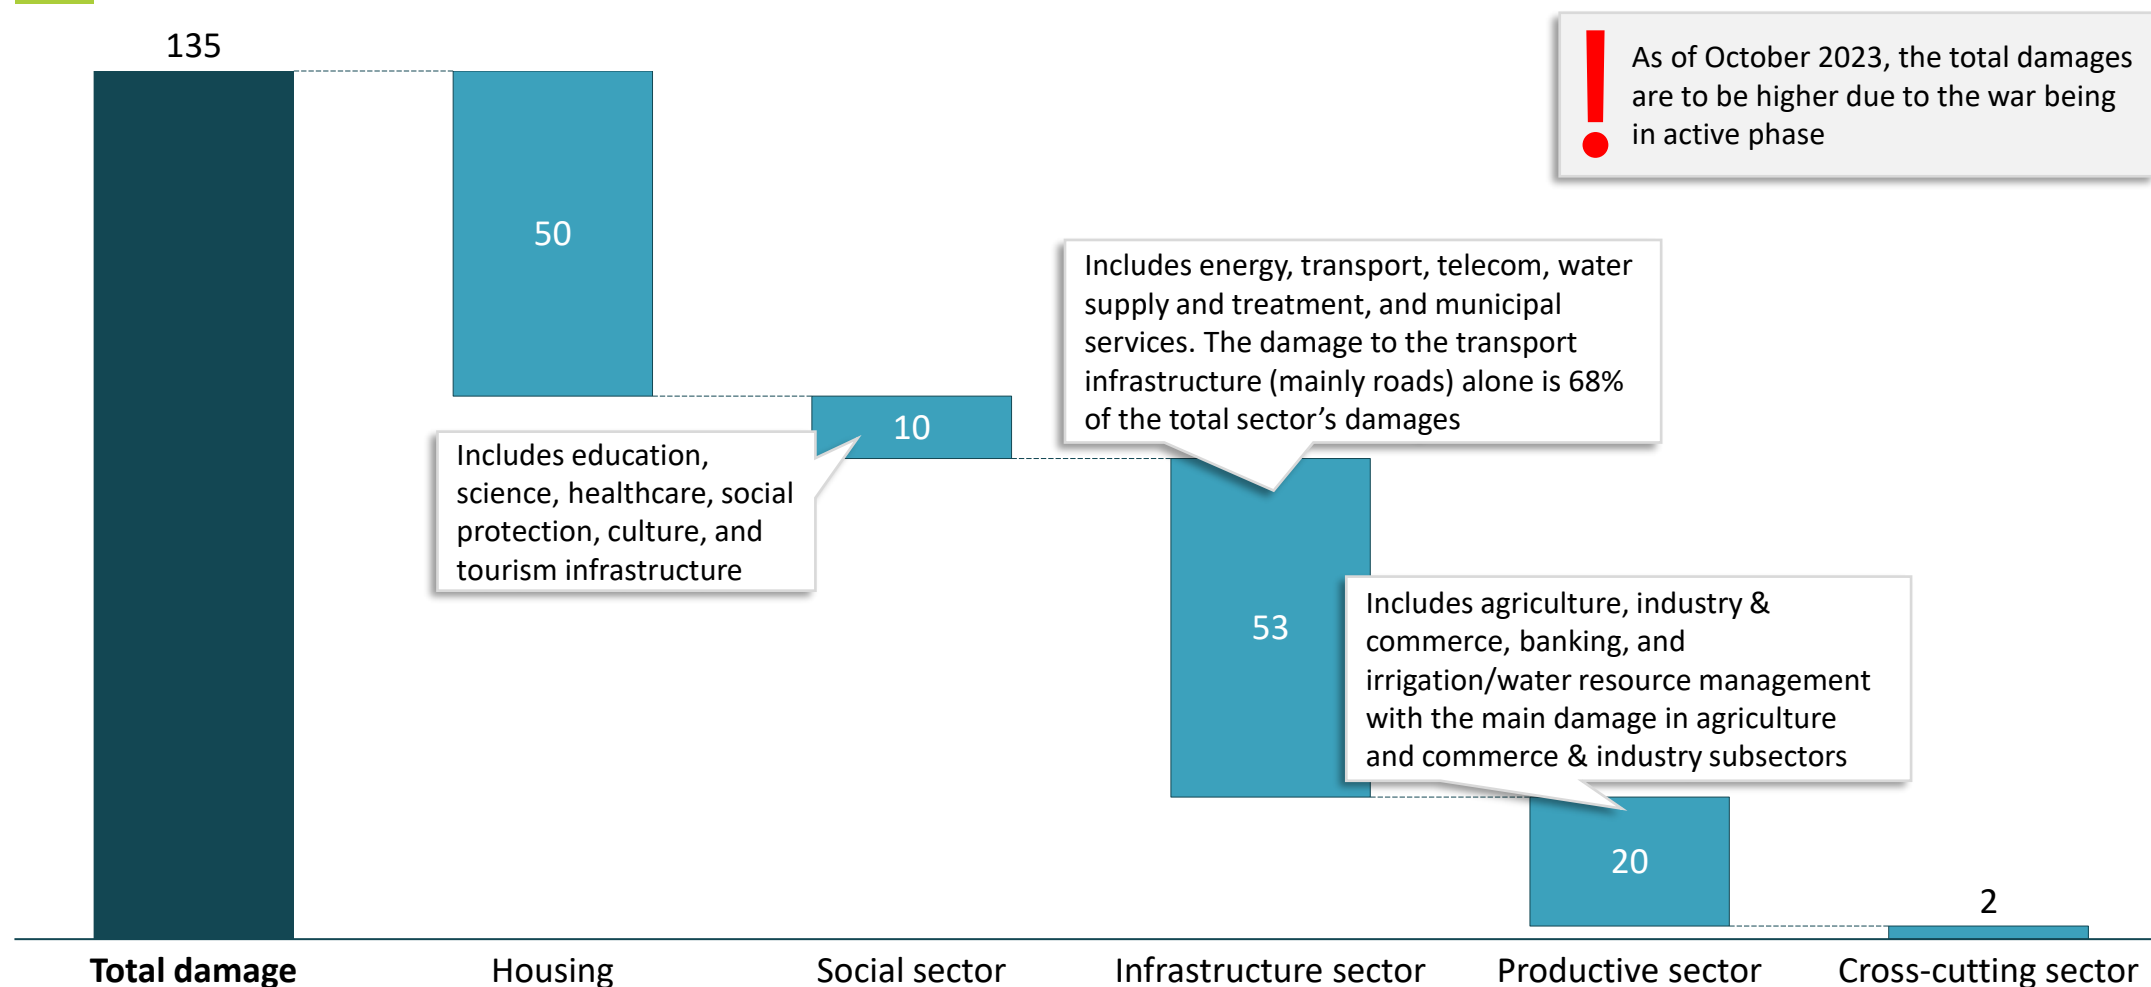 135
As of October 2023, the total damages
are to be higher due to the war being
in active phase
50
Includes energy, transport, telecom, water
supply and treatment, and municipal
services. The damage to the transport
infrastructure (mainly roads) alone is 68%
of the total sector’s damages
10
Includes education,
science, healthcare, social
protection, culture, and
tourism infrastructure
53
Includes agriculture, industry &
commerce, banking, and
irrigation/water resource management
with the main damage in agriculture
and commerce & industry subsectors
20
2
Total damage
Housing
Social sector
Infrastructure sector
Productive sector
Cross-cutting sector